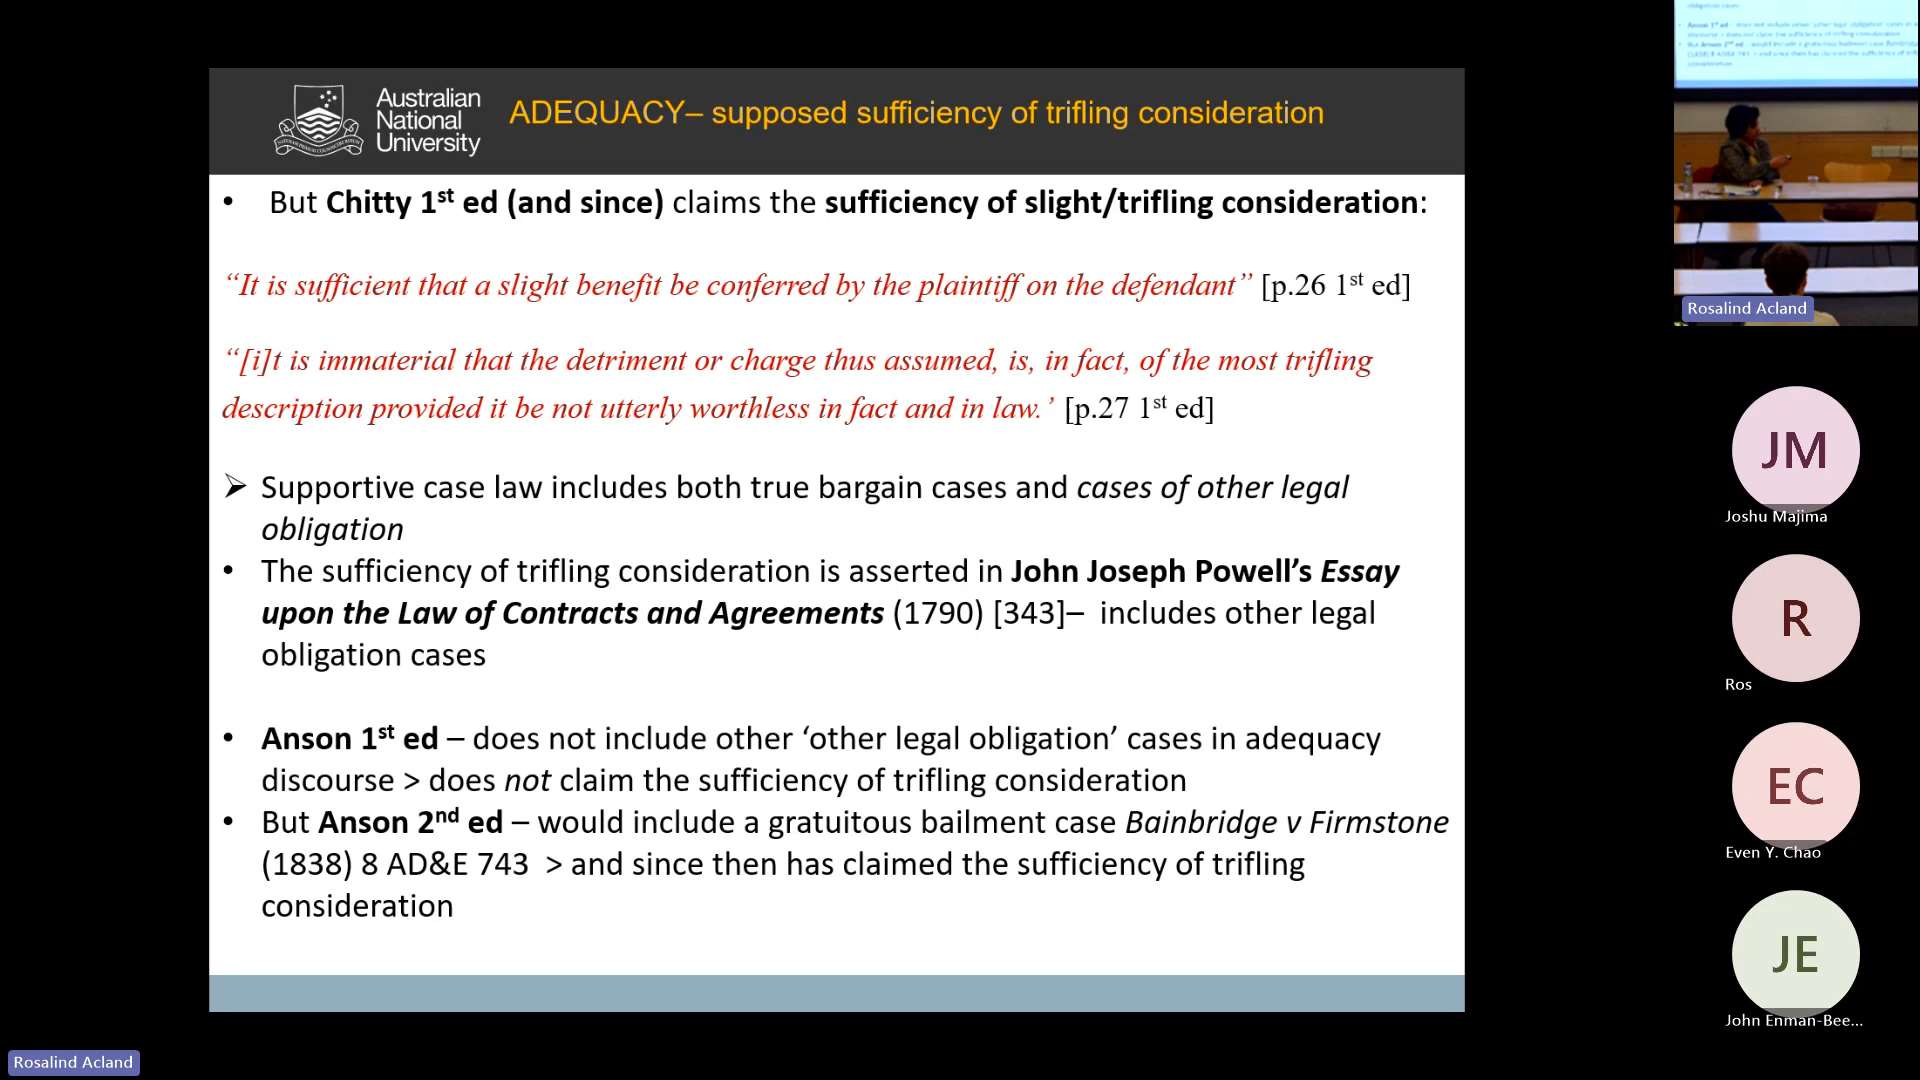 Australian
National
University
ADEQUACY– supposed sufficiency of trifling consideration
• But Chitty 1st ed (and since) claims the sufficiency of slight/trifling consideration:
“It is sufficient that a slight benefit be conferred by the plaintiff on the defendant” [p.26 1st ed]
“[i]t is immaterial that the detriment or charge thus assumed, is, in fact, of the most trifling
description provided it be not utterly worthless in fact and in law.’ [p.27 1st ed]
➢ Supportive case law includes both true bargain cases and cases of other legal
obligation
• The sufficiency of trifling consideration is asserted in John Joseph Powell’s Essay
upon the Law of Contracts and Agreements (1790) [343]– includes other legal
obligation cases
• Anson 1st ed – does not include other ‘other legal obligation’ cases in adequacy
discourse > does not claim the sufficiency of trifling consideration
• But Anson 2nd ed – would include a gratuitous bailment case Bainbridge v Firmstone
(1838) 8 AD&E 743 > and since then has claimed the sufficiency of trifling
consideration
Rosalind Acland
JM
Joshu Majima
R
Ros
EC
Even Y. Chao
JE
John Enman-Bee...
Rosalind Acland